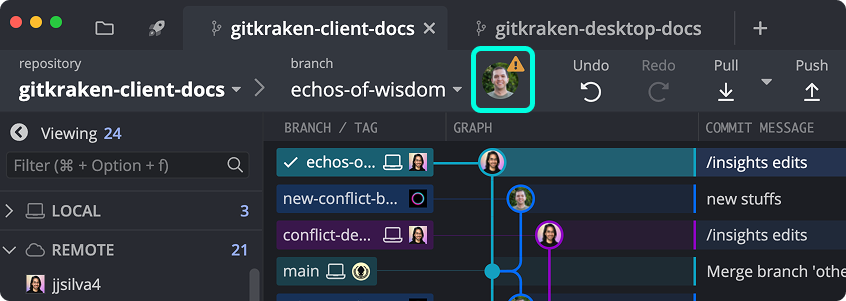 gitkraken-client-docs
gitkraken-desktop-docs
repository
gitkraken-client-docs
branch
echos-of-wisdom
Undo
Redo
Pull
Push
Viewing 24
Filter (⌘ + Option + f)
LOCAL 3
REMOTE 21
jjsilva4
BRANCH / TAG
GRAPH
COMMIT MESSAGE
echos-o...
/insights edits
new-conflict-b...
new stuffs
conflict-de...
/insights edits
main
Merge branch 'othe